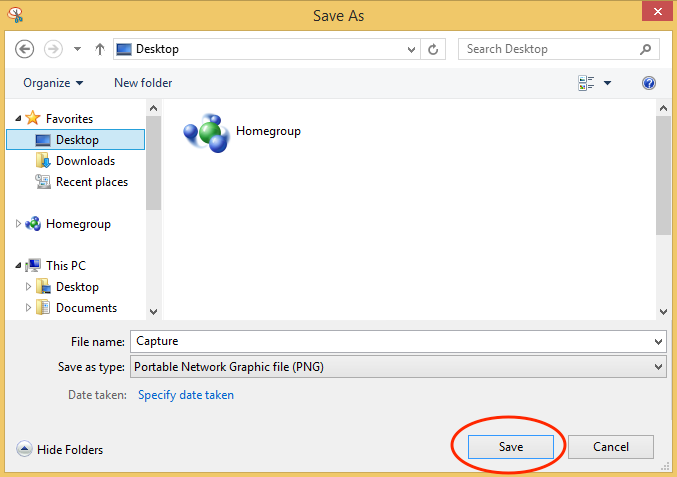 Save As
Desktop
Search Desktop
Organize
New folder
Favorites
Desktop
Downloads
Recent places
Homegroup
This PC
Desktop
Documents
Homegroup
File name: Capture
Save as type: Portable Network Graphic file (PNG)
Date taken: Specify date taken
Hide Folders
Save
Cancel